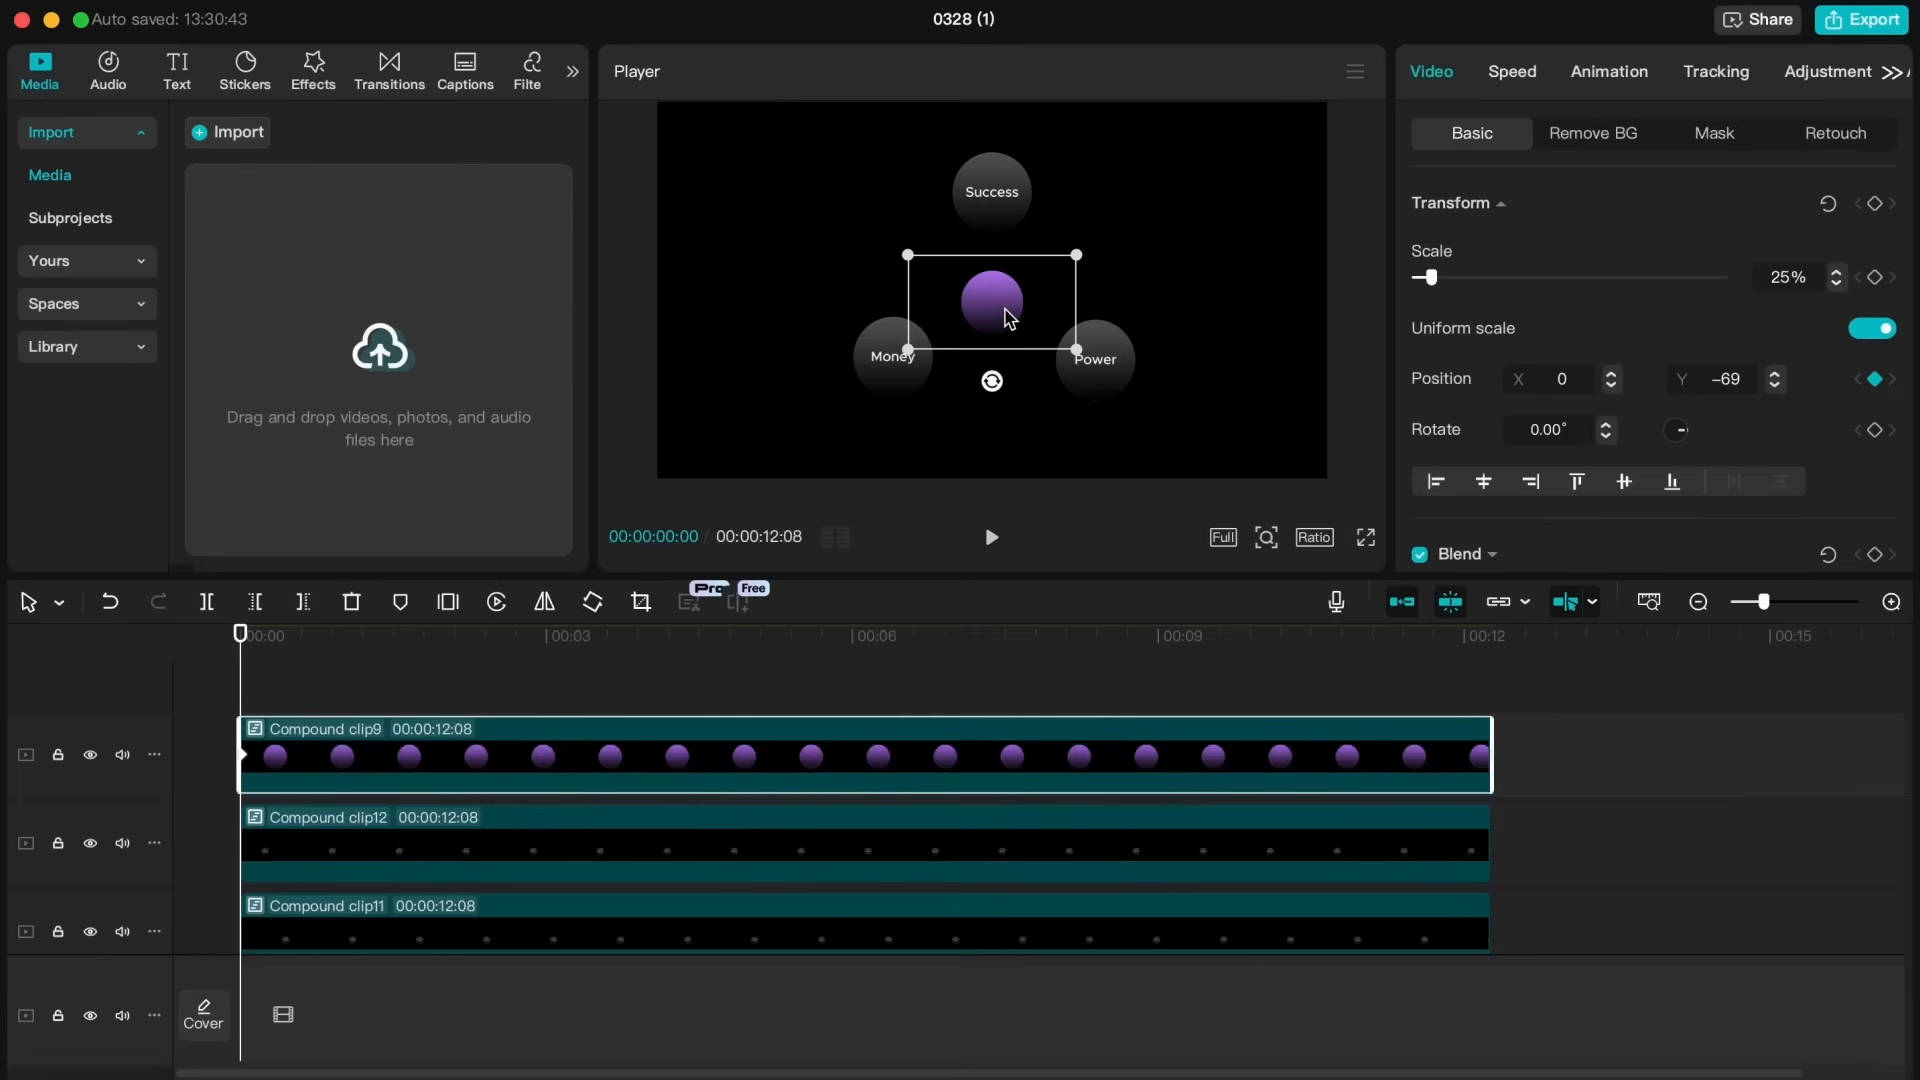 Auto saved: 13:30:43
0328 (1)
Share
Export
Media
Audio
Text
Stickers
Effects
Transitions
Captions
Filte
Player
Video
Speed
Animation
Tracking
Adjustment
Import
Import
Media
Subprojects
Yours
Spaces
Library
Drag and drop videos, photos, and audio
files here
Success
Money
Power
00:00:00:00 / 00:00:12:08
Full
Ratio
Basic
Remove BG
Mask
Retouch
Transform
Scale
25%
Uniform scale
Position
X 0
Y -69
Rotate
0.00°
Blend
Pro
Free
00:00
00:03
00:06
00:09
00:12
00:15
Compound clip9 00:00:12:08
Compound clip12 00:00:12:08
Compound clip11 00:00:12:08
Cover